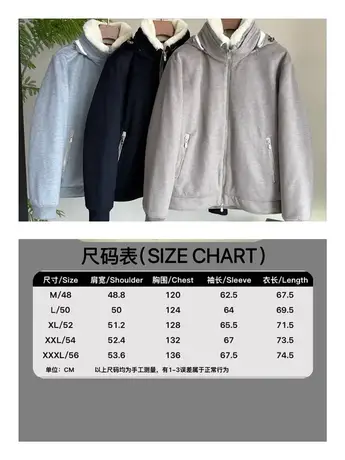 尺码表(SIZE CHART)
尺寸/Size 肩宽/Shoulder 胸围/Chest 袖长/Sleeve 衣长/Length
M/48 48.8 120 62.5 67.5
L/50 50 124 64 69.5
XL/52 51.2 128 65.5 71.5
XXL/54 52.4 132 67 73.5
XXXL/56 53.6 136 67.5 74.5
单位：CM 以上尺码均为手工测量，有1-3误差属于正常行为